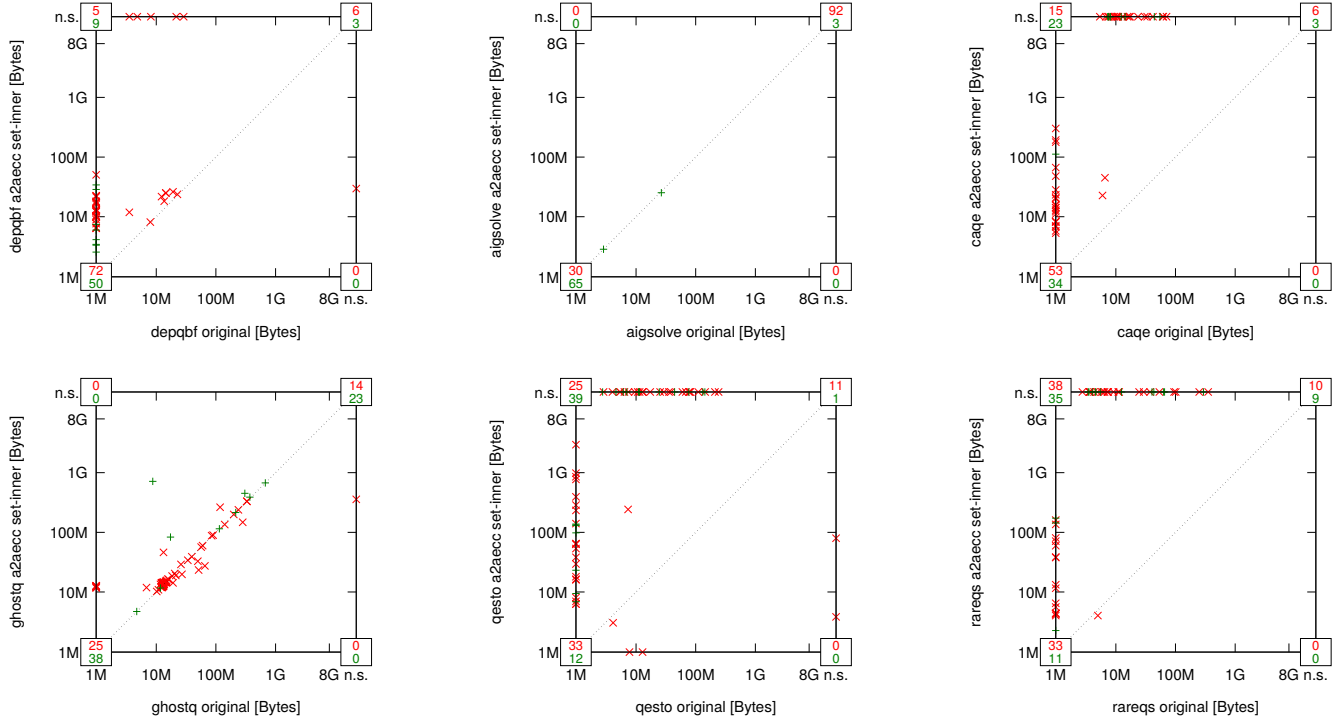 n.s. 5 6
9 3
8G
1G
100M
10M
1M 72 0
50 0
1M 10M 100M 1G 8G n.s.
depqbf a2aecc set-inner [Bytes]
depqbf original [Bytes]
n.s. 0 92
0 3
8G
1G
100M
10M
1M 30 0
65 0
1M 10M 100M 1G 8G n.s.
aigsolve a2aecc set-inner [Bytes]
aigsolve original [Bytes]
n.s. 15 6
23 3
8G
1G
100M
10M
1M 53 0
34 0
1M 10M 100M 1G 8G n.s.
caqe a2aecc set-inner [Bytes]
caqe original [Bytes]
n.s. 0 14
0 23
8G
1G
100M
10M
1M 25 0
38 0
1M 10M 100M 1G 8G n.s.
ghostq a2aecc set-inner [Bytes]
ghostq original [Bytes]
n.s. 25 11
39 1
8G
1G
100M
10M
1M 33 0
12 0
1M 10M 100M 1G 8G n.s.
qesto a2aecc set-inner [Bytes]
qesto original [Bytes]
n.s. 38 10
35 9
8G
1G
100M
10M
1M 33 0
11 0
1M 10M 100M 1G 8G n.s.
rareqs a2aecc set-inner [Bytes]
rareqs original [Bytes]